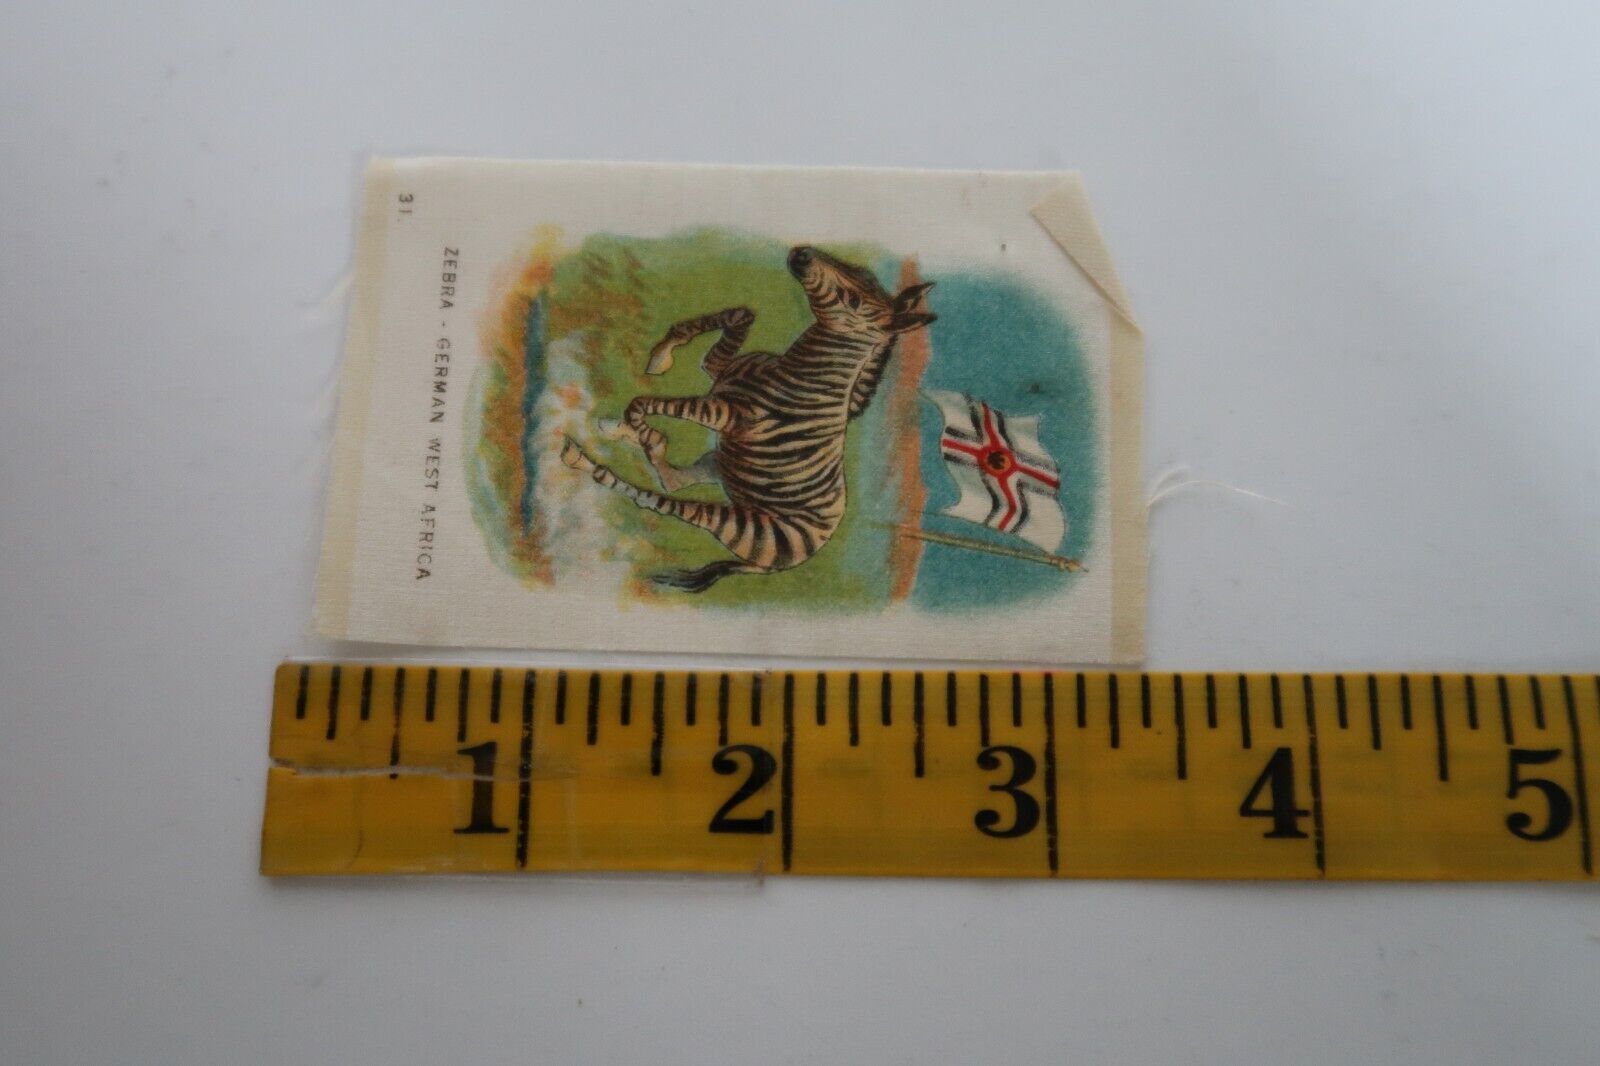 31.
ZEBRA - GERMAN WEST AFRICA
1 2 3 4 5